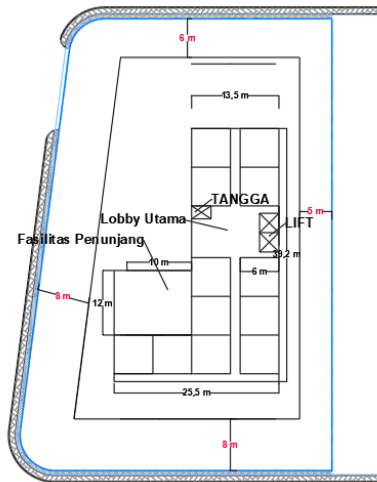 6 m
13,5 m
TANGGA
Lobby Utama
LIFT
5 m
Fasilitas Penunjang
39,2 m
10 m
6 m
8 m
12 m
25,5 m
8 m